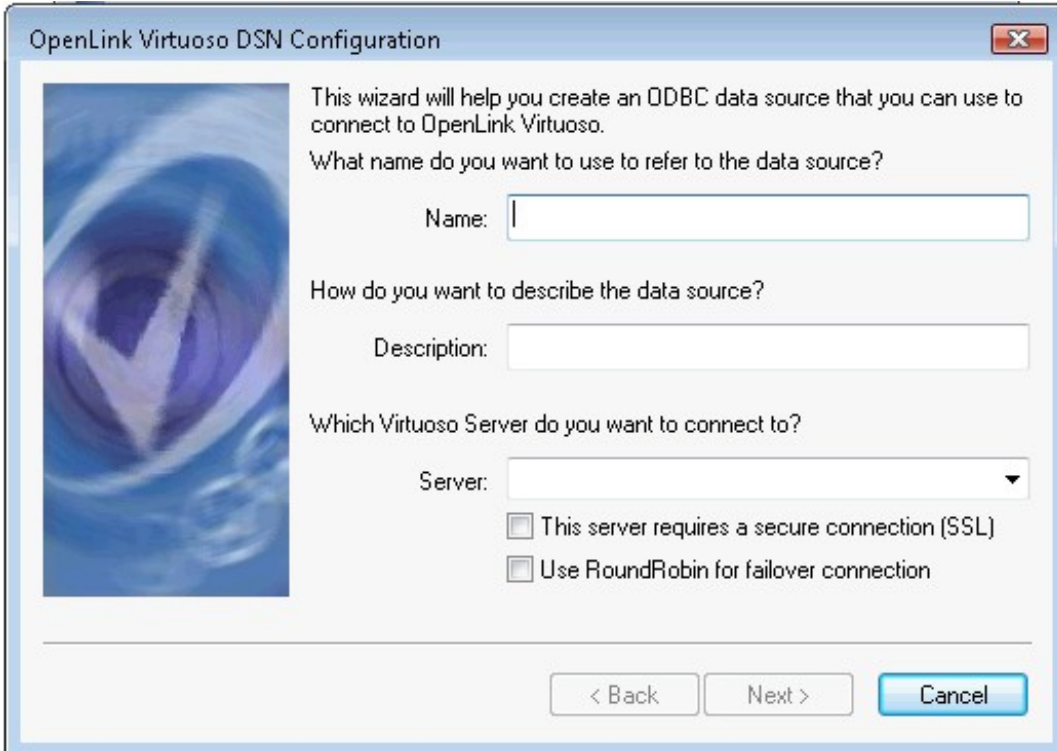 OpenLink Virtuoso DSN Configuration
This wizard will help you create an ODBC data source that you can use to
connect to OpenLink Virtuoso.
What name do you want to use to refer to the data source?
Name:
How do you want to describe the data source?
Description:
Which Virtuoso Server do you want to connect to?
Server:
This server requires a secure connection (SSL)
Use RoundRobin for failover connection
< Back
Next >
Cancel